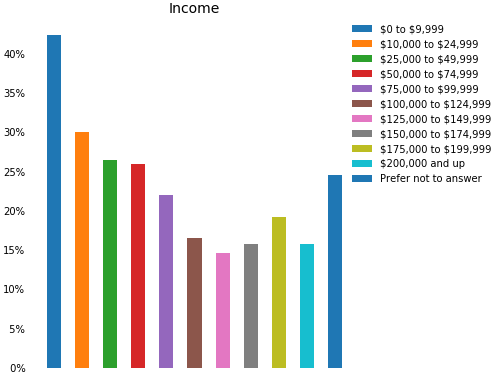 Income
40%
35%
30%
25%
20%
15%
10%
5%
0%
$0 to $9,999
$10,000 to $24,999
$25,000 to $49,999
$50,000 to $74,999
$75,000 to $99,999
$100,000 to $124,999
$125,000 to $149,999
$150,000 to $174,999
$175,000 to $199,999
$200,000 and up
Prefer not to answer